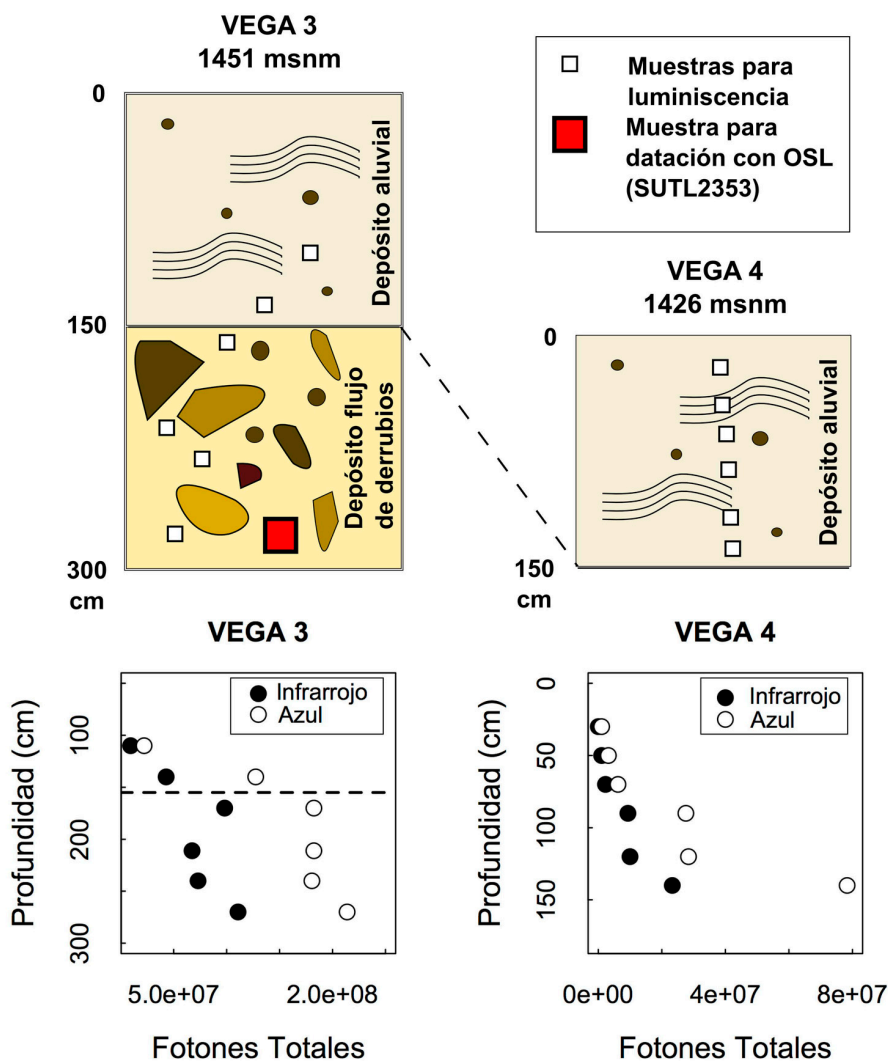 VEGA 3
1451 msnm
0
150
300
cm
Depósito aluvial
Depósito flujo
de derrubios
Muestras para
luminiscencia
Muestra para
datación con OSL
(SUTL2353)
VEGA 4
1426 msnm
0
150
cm
Depósito aluvial
VEGA 3
Infrarrojo
Azul
Profundidad (cm)
100
200
300
5.0e+07
2.0e+08
Fotones Totales
VEGA 4
Infrarrojo
Azul
Profundidad (cm)
0
50
100
150
0e+00
4e+07
8e+07
Fotones Totales